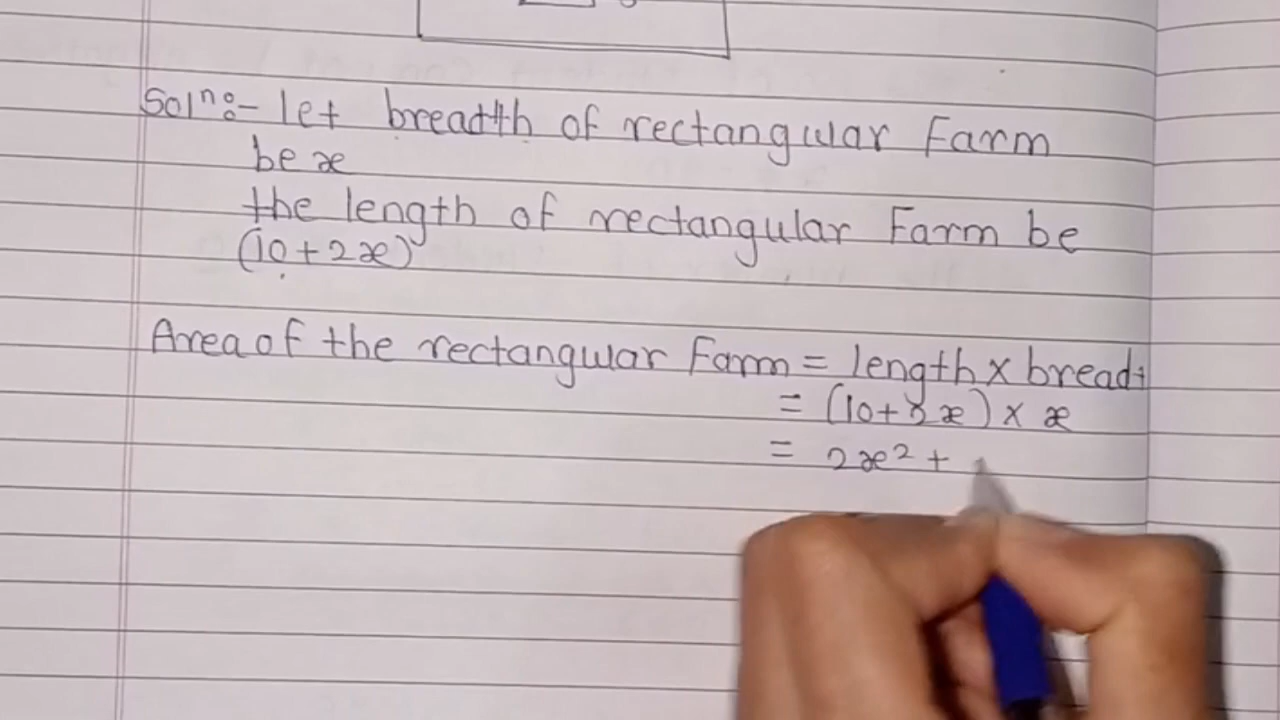 Solⁿ:- let breadth of rectangular Farm
be x
the length of rectangular Farm be
(10+2x)
Area of the rectangular Farm = length × bread
= (10+2x) × x
= 2x² +